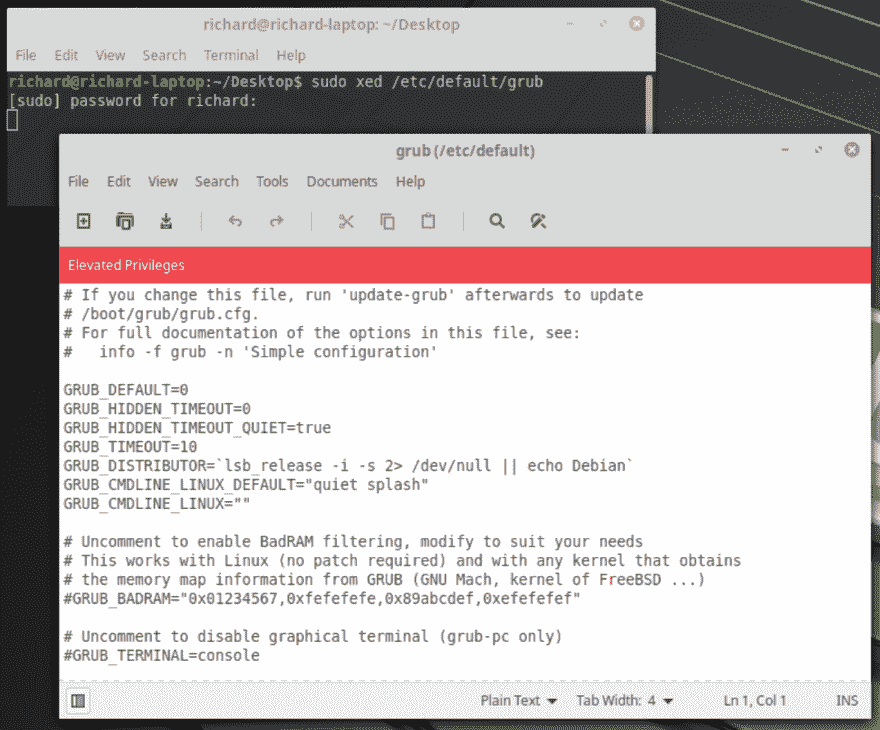 richard@richard-laptop: ~/Desktop
File Edit View Search Terminal Help
richard@richard-laptop:~/Desktop$ sudo xed /etc/default/grub
[sudo] password for richard:
grub (/etc/default)
File Edit View Search Tools Documents Help
Elevated Privileges
# If you change this file, run 'update-grub' afterwards to update
# /boot/grub/grub.cfg.
# For full documentation of the options in this file, see:
#   info -f grub -n 'Simple configuration'
GRUB_DEFAULT=0
GRUB_HIDDEN_TIMEOUT=0
GRUB_HIDDEN_TIMEOUT_QUIET=true
GRUB_TIMEOUT=10
GRUB_DISTRIBUTOR=`lsb_release -i -s 2> /dev/null || echo Debian`
GRUB_CMDLINE_LINUX_DEFAULT="quiet splash"
GRUB_CMDLINE_LINUX=""
# Uncomment to enable BadRAM filtering, modify to suit your needs
# This works with Linux (no patch required) and with any kernel that obtains
# the memory map information from GRUB (GNU Mach, kernel of FreeBSD ...)
#GRUB_BADRAM="0x01234567,0xfefefefe,0x89abcdef,0xefefefef"
# Uncomment to disable graphical terminal (grub-pc only)
#GRUB_TERMINAL=console
Plain Text Tab Width: 4 Ln 1, Col 1 INS